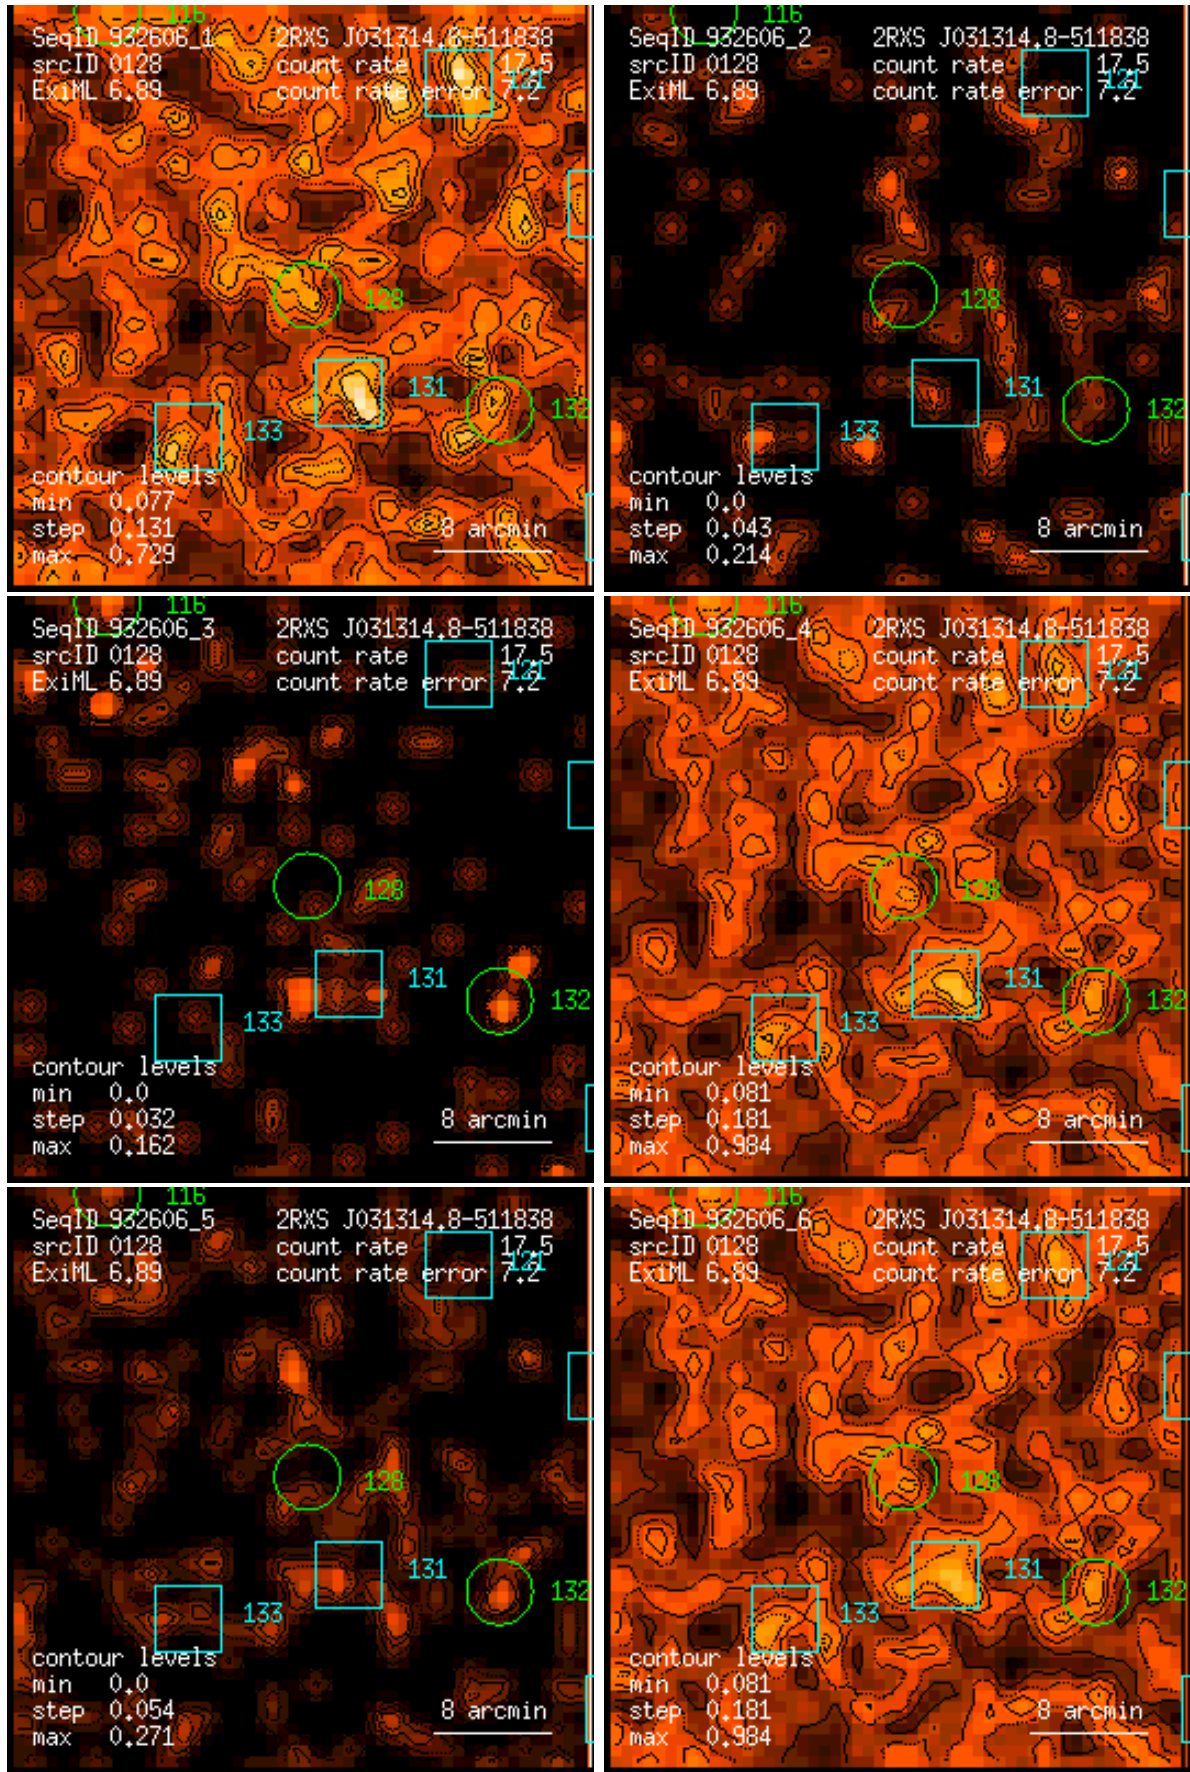 116
SeqID 932606_1 2RXS J031314.8-511838
srcID 0128 count rate 17.5
ExiML 6.89 count rate error 7.2
121
128
131
132
133
contour levels
min 0.077
step 0.131 8 arcmin
max 0.729
116
SeqID 932606_2 2RXS J031314.8-511838
srcID 0128 count rate 17.5
ExiML 6.89 count rate error 7.2
121
128
131
132
133
contour levels
min 0.0
step 0.043 8 arcmin
max 0.214
116
SeqID 932606_3 2RXS J031314.8-511838
srcID 0128 count rate 17.5
ExiML 6.89 count rate error 7.2
121
128
131
132
133
contour levels
min 0.0
step 0.032 8 arcmin
max 0.162
116
SeqID 932606_4 2RXS J031314.8-511838
srcID 0128 count rate 17.5
ExiML 6.89 count rate error 7.2
121
128
131
132
133
contour levels
min 0.081
step 0.181 8 arcmin
max 0.984
116
SeqID 932606_5 2RXS J031314.8-511838
srcID 0128 count rate 17.5
ExiML 6.89 count rate error 7.2
121
128
131
132
133
contour levels
min 0.0
step 0.054 8 arcmin
max 0.271
116
SeqID 932606_6 2RXS J031314.8-511838
srcID 0128 count rate 17.5
ExiML 6.89 count rate error 7.2
121
128
131
132
133
contour levels
min 0.081
step 0.181 8 arcmin
max 0.984